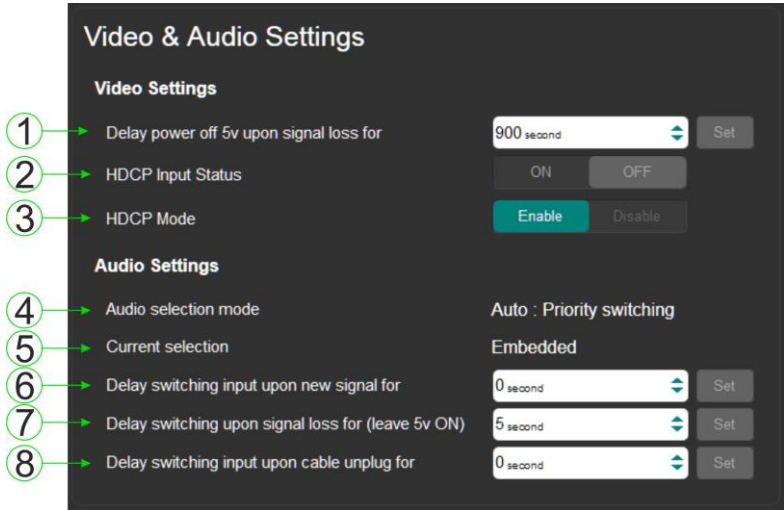 Video & Audio Settings
Video Settings
1 Delay power off 5v upon signal loss for 900 second Set
2 HDCP Input Status ON OFF
3 HDCP Mode Enable Disable
Audio Settings
4 Audio selection mode Auto : Priority switching
5 Current selection Embedded
6 Delay switching input upon new signal for 0 second Set
7 Delay switching upon signal loss for (leave 5v ON) 5 second Set
8 Delay switching input upon cable unplug for 0 second Set